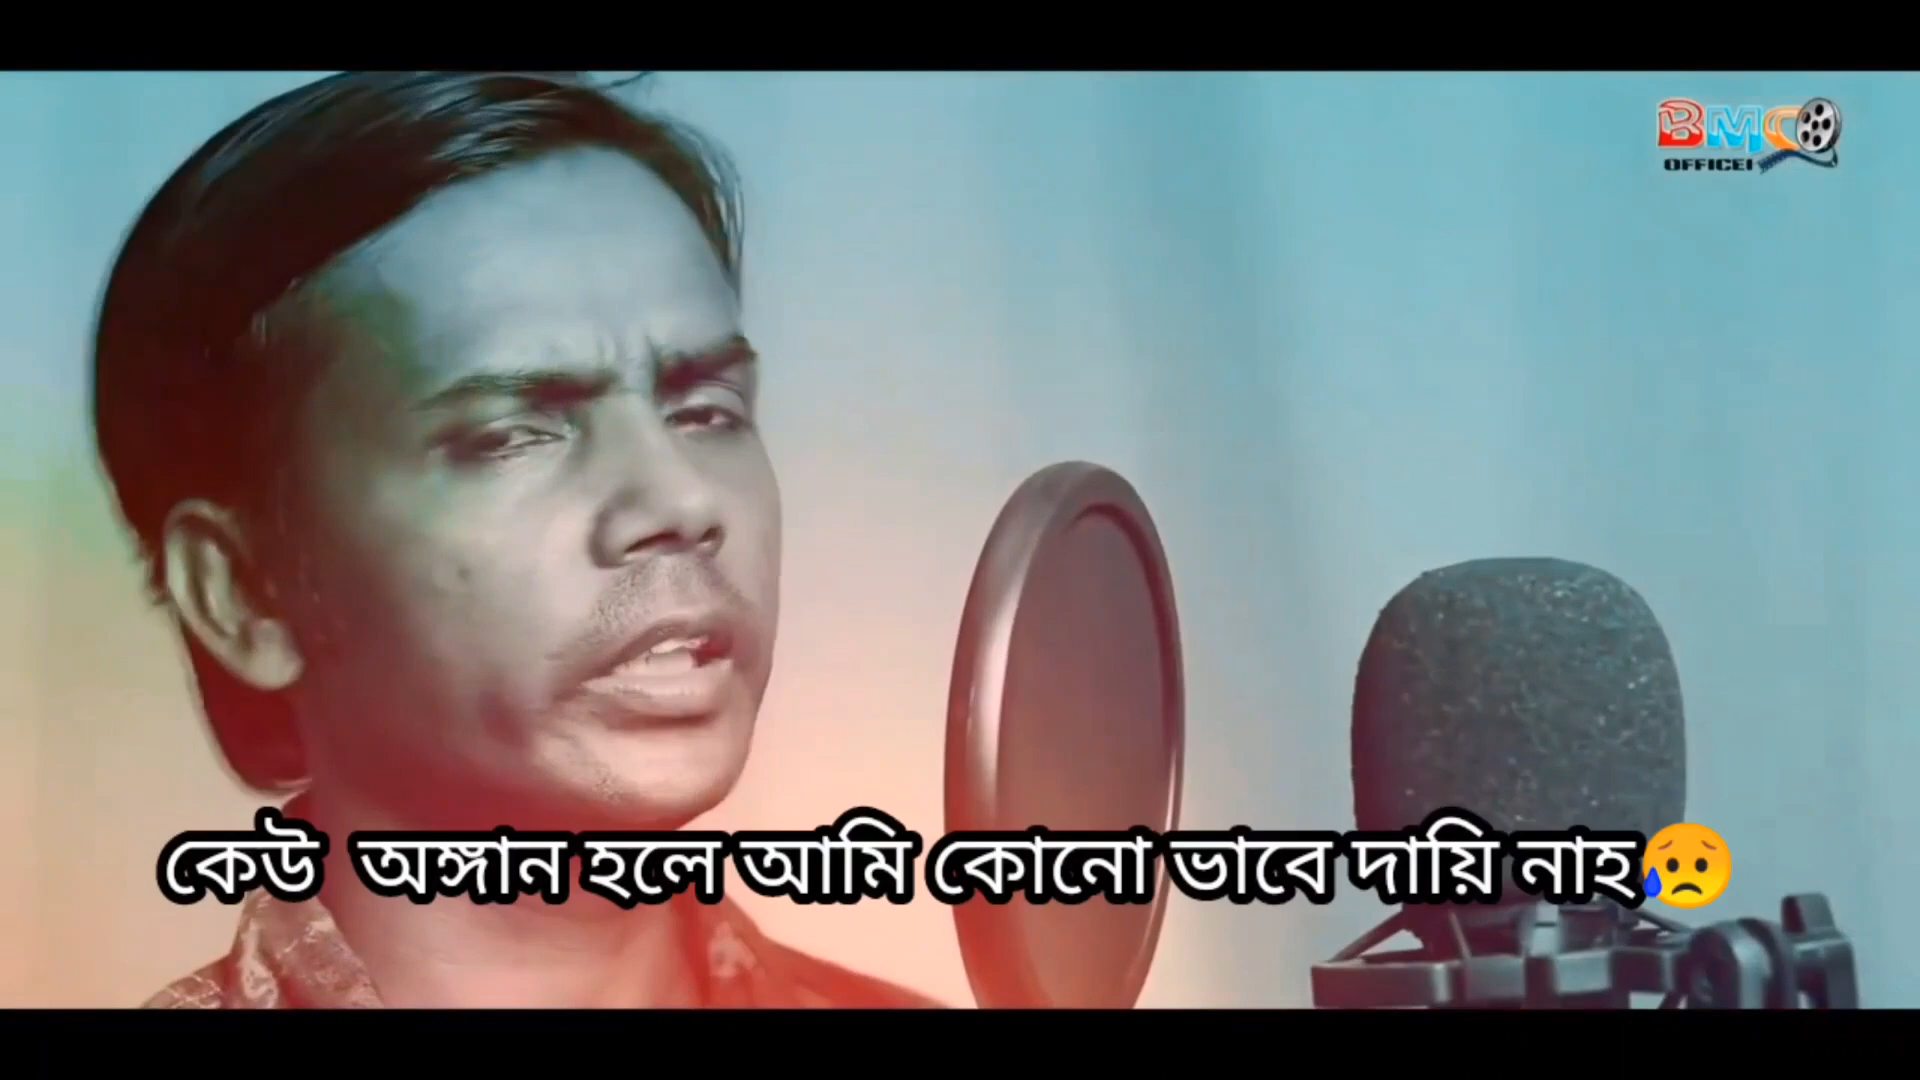 BMC
OFFICEI
কেউ অঙ্গান হলে আমি কোনো ভাবে দায়ি নাহ😥